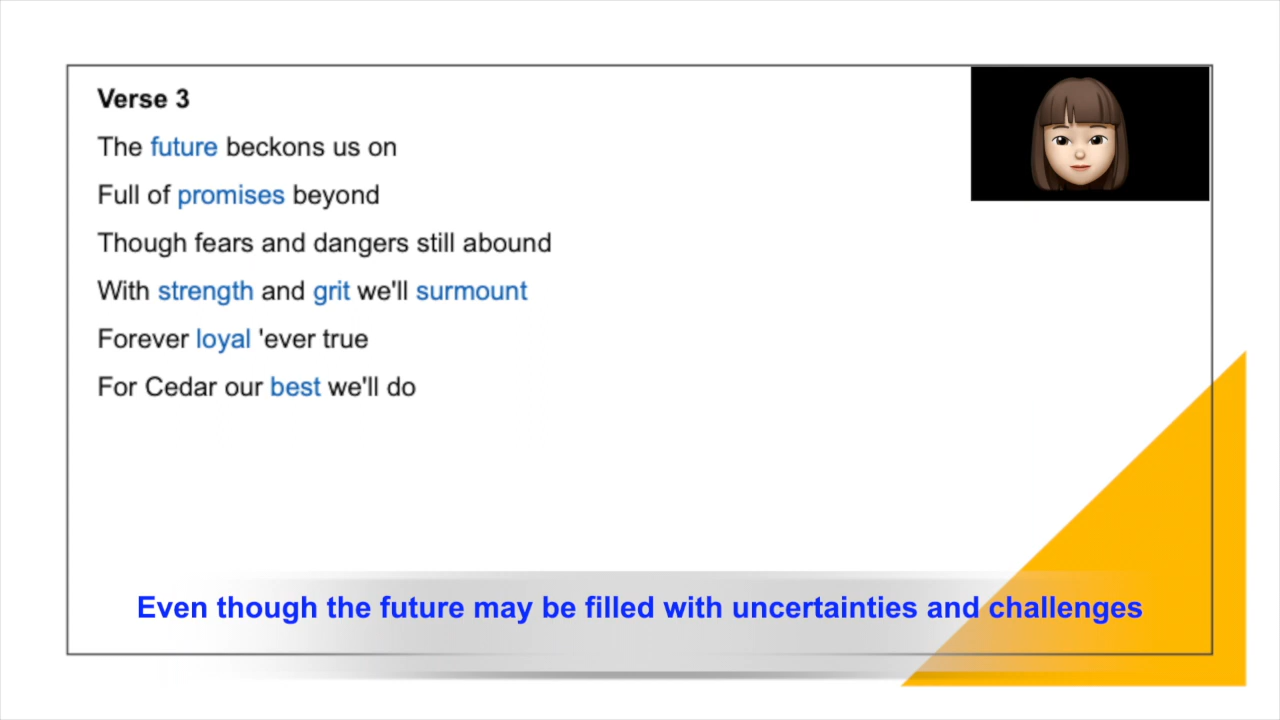 Verse 3
The future beckons us on
Full of promises beyond
Though fears and dangers still abound
With strength and grit we'll surmount
Forever loyal 'ever true
For Cedar our best we'll do
Even though the future may be filled with uncertainties and challenges